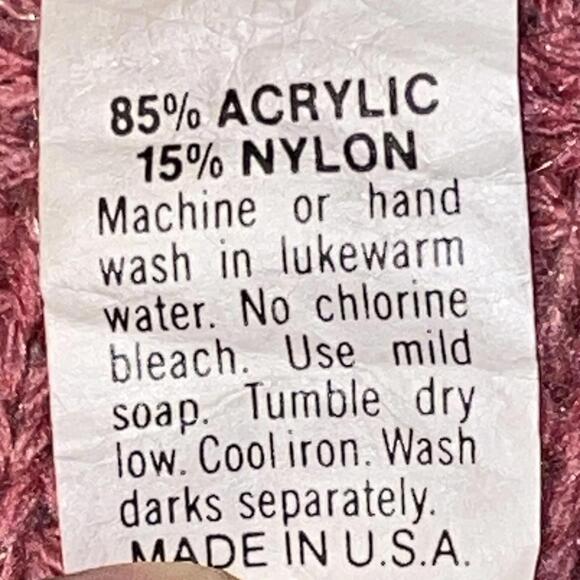 85% ACRYLIC
15% NYLON
Machine or hand
wash in lukewarm
water. No chlorine
bleach. Use mild
soap. Tumble dry
low. Cool iron. Wash
darks separately.
MADE IN U.S.A.